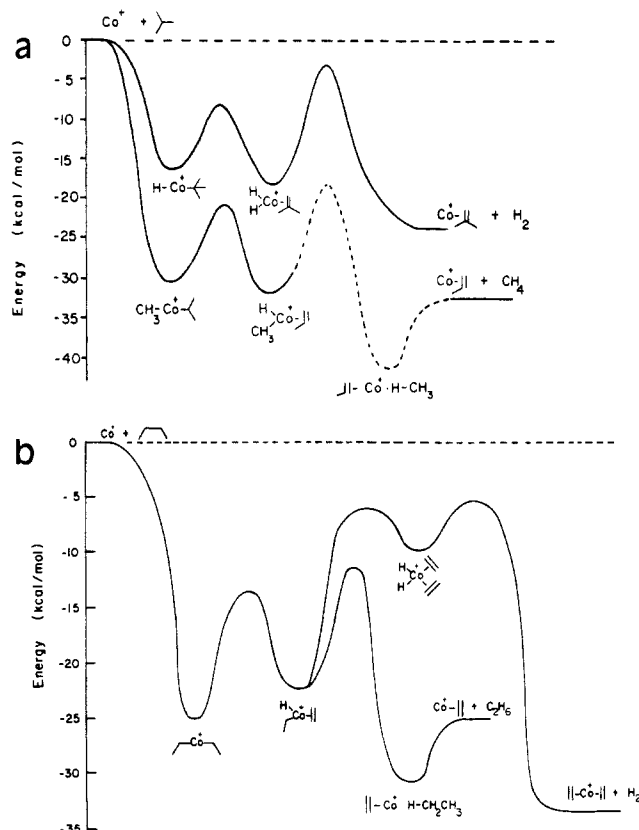 Co+ +
a
0
-5
-10
-15
-20
-25
-30
-35
-40
Energy (kcal/mol)
H-Co+
H
H Co+-
Co+- + H2
CH3-Co+
H
CH3 Co+-
Co+- + CH4
- Co+·H-CH3
b
Co+ +
0
-5
-10
-15
-20
-25
-30
-35
Energy (kcal/mol)
H
H Co+
Co+
H
Co+-
Co+- + C2H6
-Co+ H-CH2CH3
-Co+- + H2